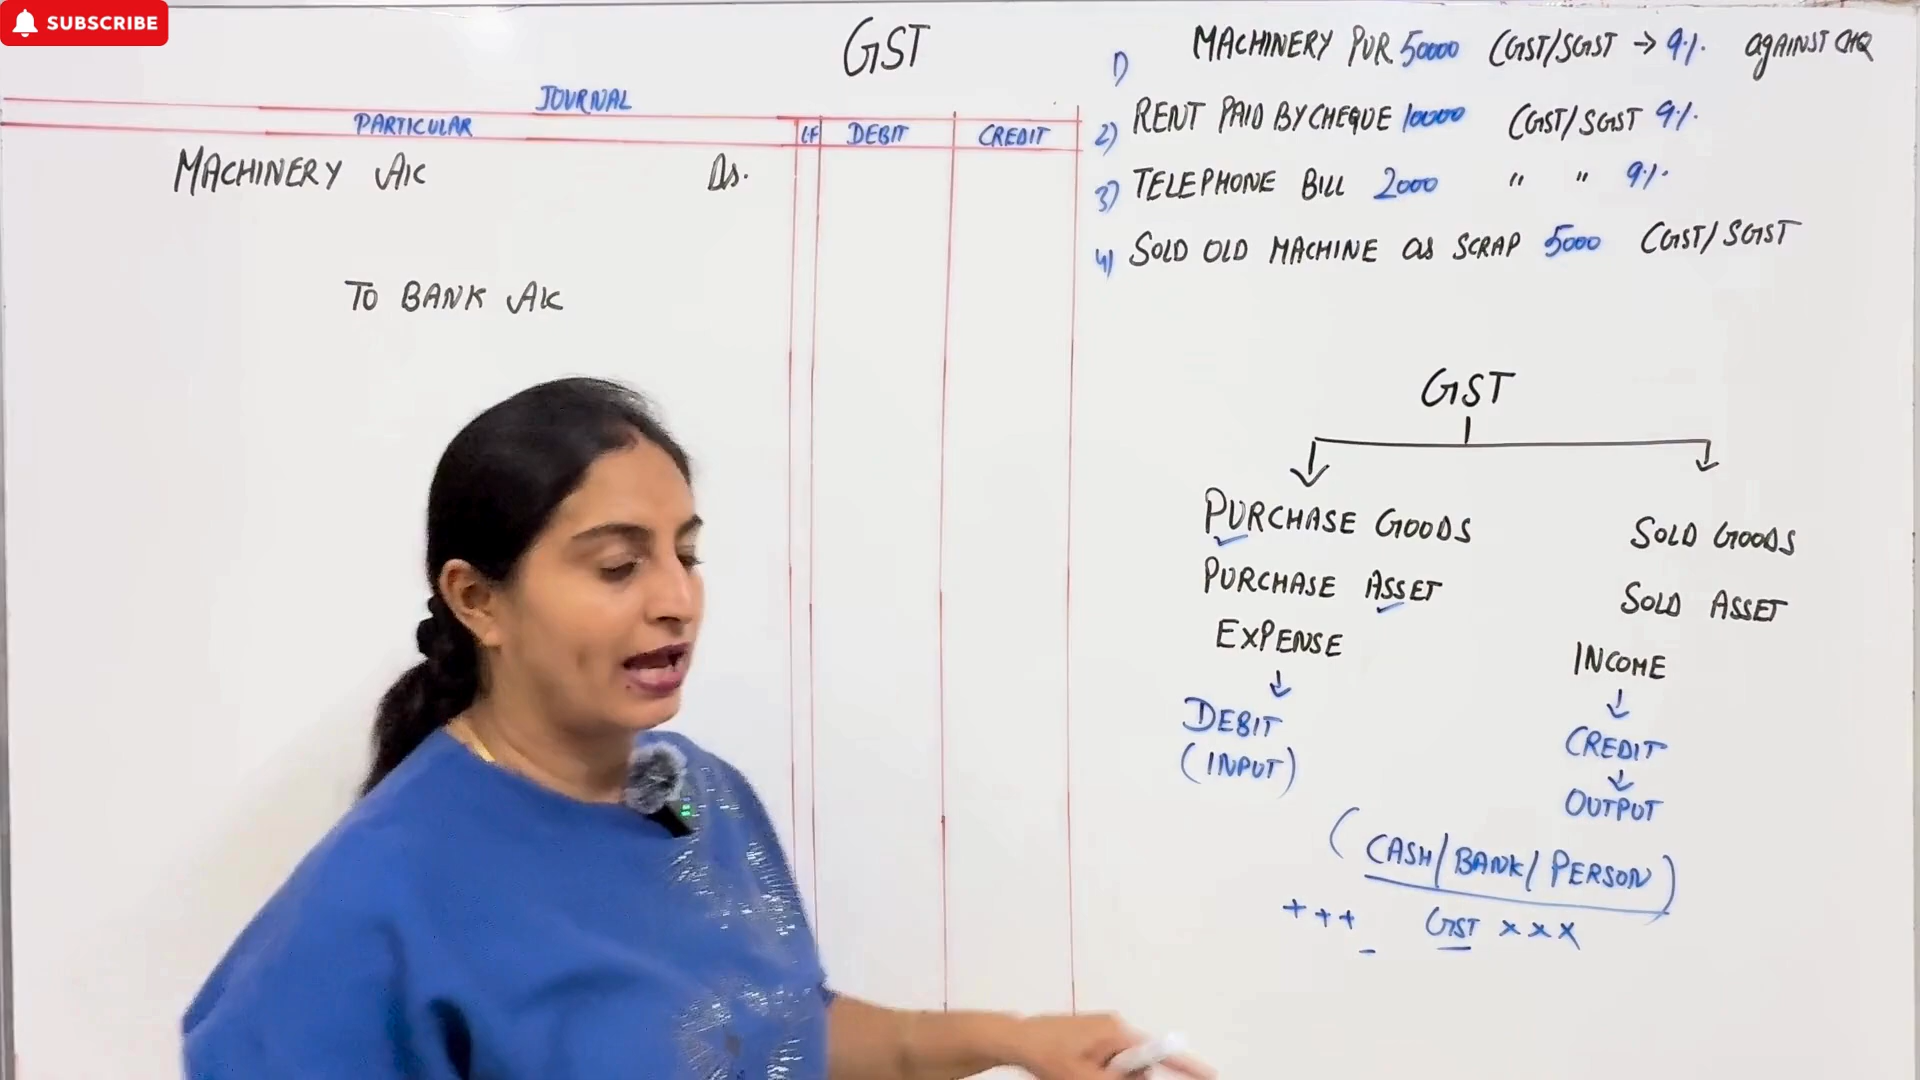 SUBSCRIBE
GST
JOURNAL
PARTICULAR LF DEBIT CREDIT
MACHINERY A/c Dr.
TO BANK A/c
1) MACHINERY PUR 50000 CGST/SGST → 9% against CHQ
2) RENT PAID BY CHEQUE 10000 CGST/SGST 9%
3) TELEPHONE BILL 2000 " " 9%
4) SOLD OLD MACHINE as SCRAP 5000 CGST/SGST
GST
PURCHASE GOODS
PURCHASE ASSET
EXPENSE
↓
DEBIT
(INPUT)
SOLD GOODS
SOLD ASSET
INCOME
↓
CREDIT
↓
OUTPUT
(CASH/BANK/PERSON)
+++ - GST xxx